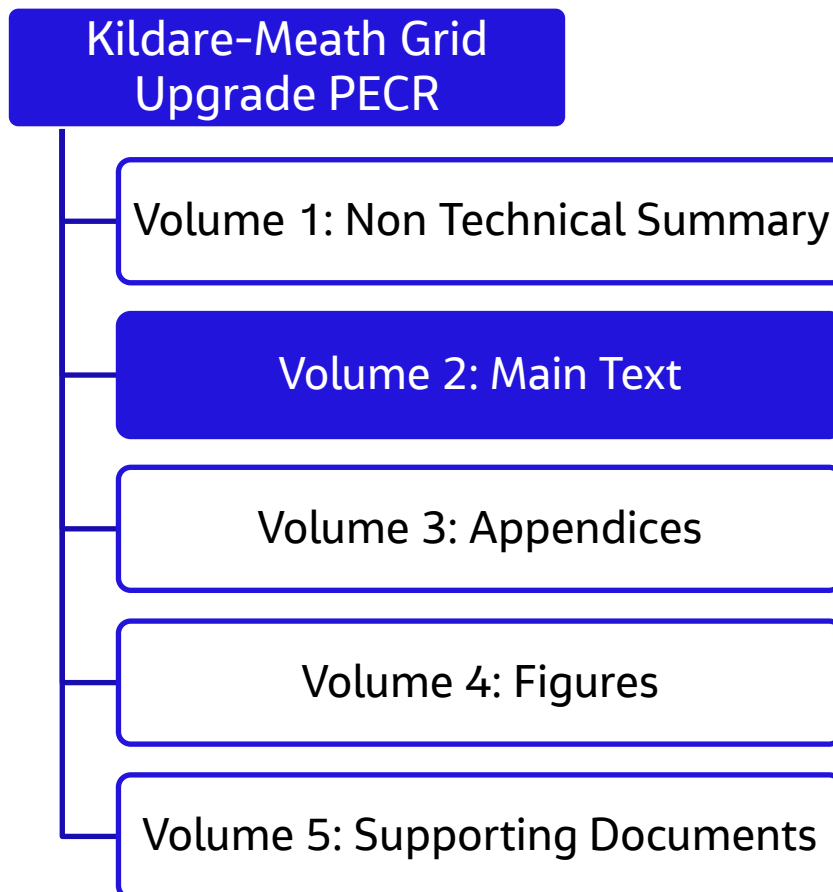 Kildare-Meath Grid
Upgrade PECR
Volume 1: Non Technical Summary
Volume 2: Main Text
Volume 3: Appendices
Volume 4: Figures
Volume 5: Supporting Documents